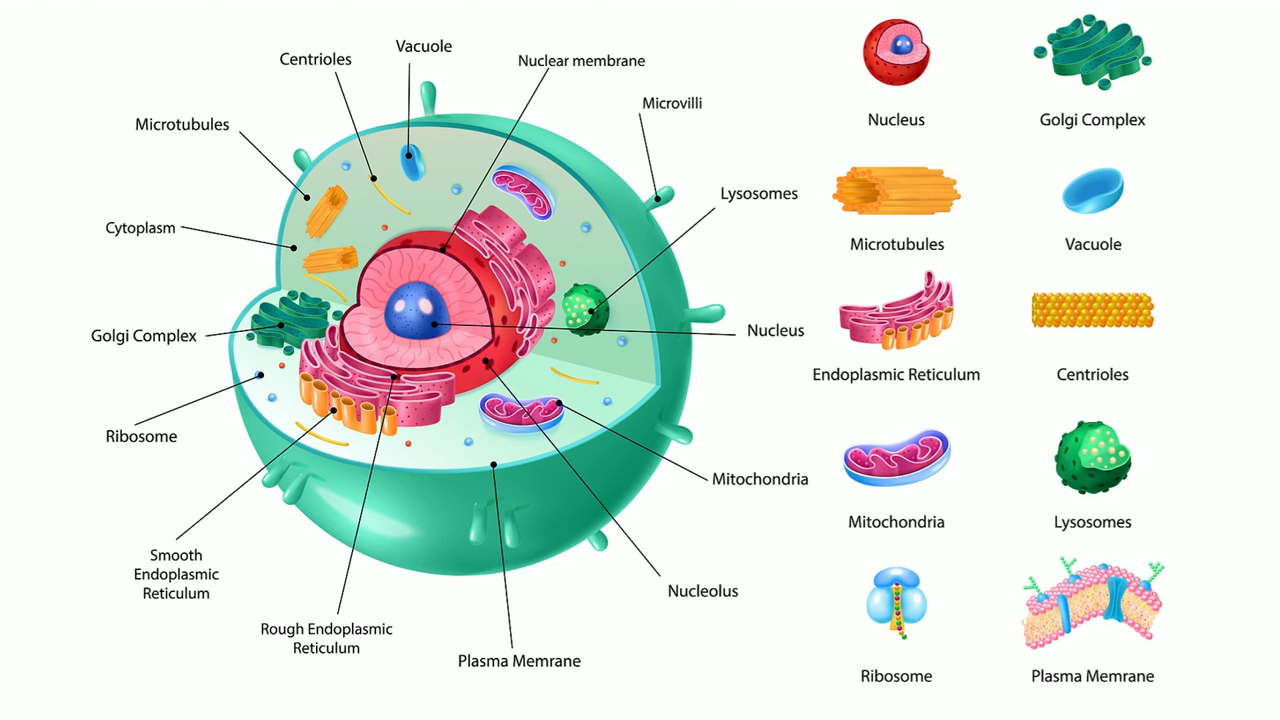 Vacuole
Centrioles
Nuclear membrane
Microvilli
Microtubules
Lysosomes
Cytoplasm
Nucleus
Golgi Complex
Ribosome
Mitochondria
Smooth
Endoplasmic
Reticulum
Nucleolus
Rough Endoplasmic
Reticulum
Plasma Memrane
Nucleus
Golgi Complex
Microtubules
Vacuole
Endoplasmic Reticulum
Centrioles
Mitochondria
Lysosomes
Ribosome
Plasma Memrane